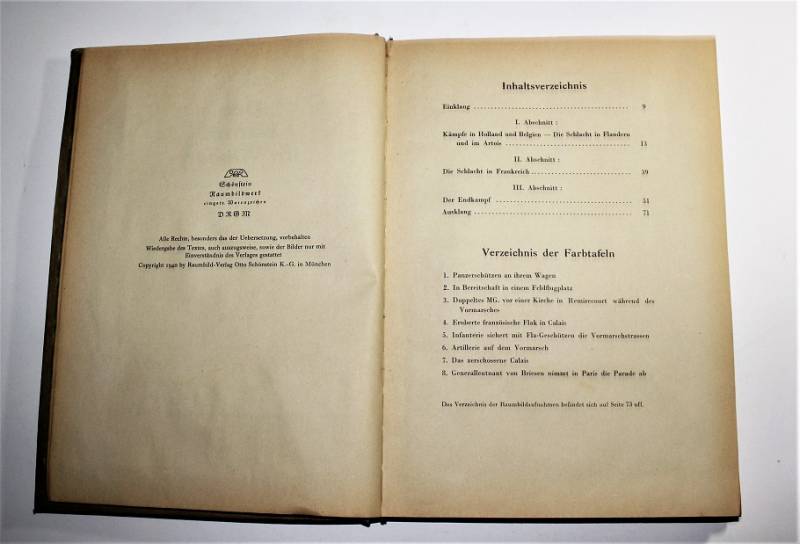 Schönstein
Raumbildwerk
eingetr. Warenzeichen
D R G M
Alle Rechte, besonders das der Uebersetzung, vorbehalten
Wiedergabe des Textes, auch auszugsweise, sowie der Bilder nur mit
Einverständnis des Verlages gestattet
Copyright 1940 by Raumbild-Verlag Otto Schönstein K.-G. in München
Inhaltsverzeichnis
Einklang 9
I. Abschnitt :
Kämpfe in Holland und Belgien — Die Schlacht in Flandern
und im Artois 13
II. Abschnitt :
Die Schlacht in Frankreich 39
III. Abschnitt :
Der Endkampf 51
Ausklang 71
Verzeichnis der Farbtafeln
1. Panzerschützen an ihrem Wagen
2. In Bereitschaft in einem Feldflugplatz
3. Doppeltes MG. vor einer Kirche in Remircourt während des
Vormarsches
4. Eroberte französische Flak in Calais
5. Infanterie sichert mit Fla-Geschützen die Vormarschstrassen
6. Artillerie auf dem Vormarsch
7. Das zerschossene Calais
8. Generalleutnant von Briesen nimmt in Paris die Parade ab
Das Verzeichnis der Raumbildaufnahmen befindet sich auf Seite 73 uff.